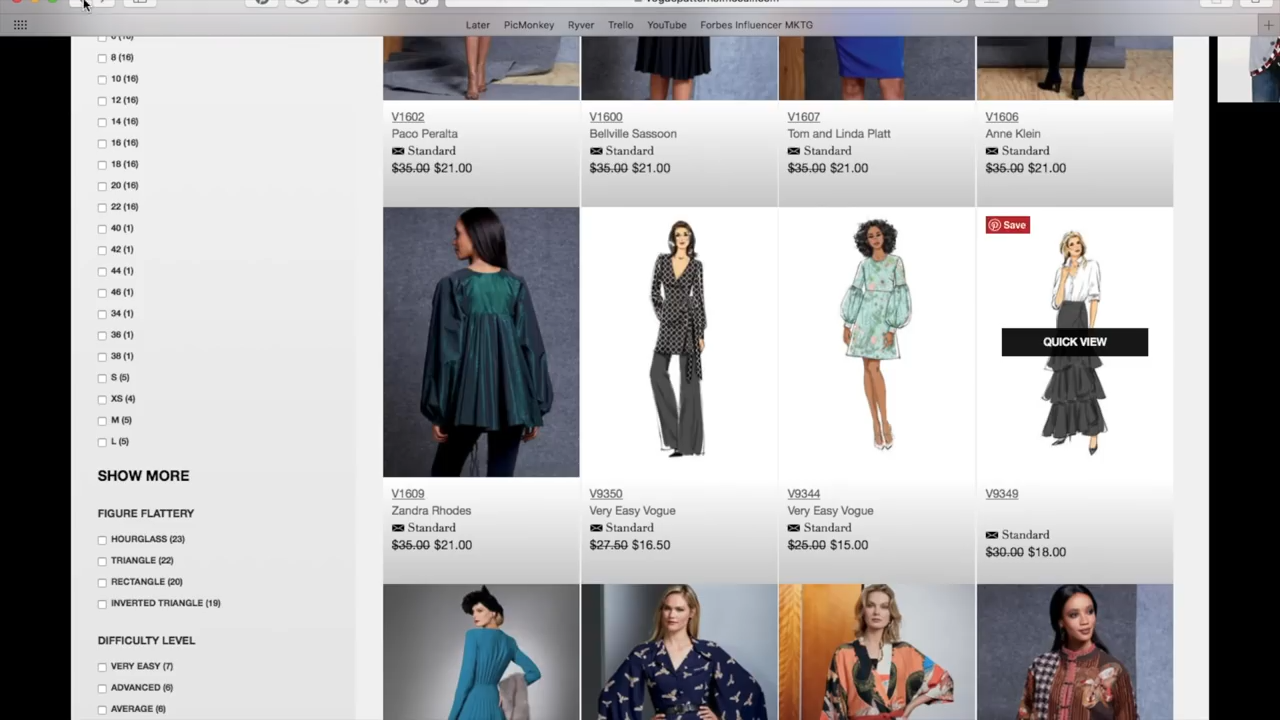 Later PicMonkey Ryver Trello YouTube Forbes Influencer MKTG
8 (16)
10 (16)
12 (16)
14 (16)
16 (16)
18 (16)
20 (16)
22 (16)
40 (1)
42 (1)
44 (1)
46 (1)
34 (1)
36 (1)
38 (1)
S (5)
XS (4)
M (5)
L (5)
SHOW MORE
FIGURE FLATTERY
HOURGLASS (23)
TRIANGLE (22)
RECTANGLE (20)
INVERTED TRIANGLE (19)
DIFFICULTY LEVEL
VERY EASY (7)
ADVANCED (6)
AVERAGE (6)
V1602
Paco Peralta
Standard
$35.00 $21.00
V1600
Bellville Sassoon
Standard
$35.00 $21.00
V1607
Tom and Linda Platt
Standard
$35.00 $21.00
V1606
Anne Klein
Standard
$35.00 $21.00
Save
QUICK VIEW
V1609
Zandra Rhodes
Standard
$35.00 $21.00
V9350
Very Easy Vogue
Standard
$27.50 $16.50
V9344
Very Easy Vogue
Standard
$25.00 $15.00
V9349
Standard
$30.00 $18.00